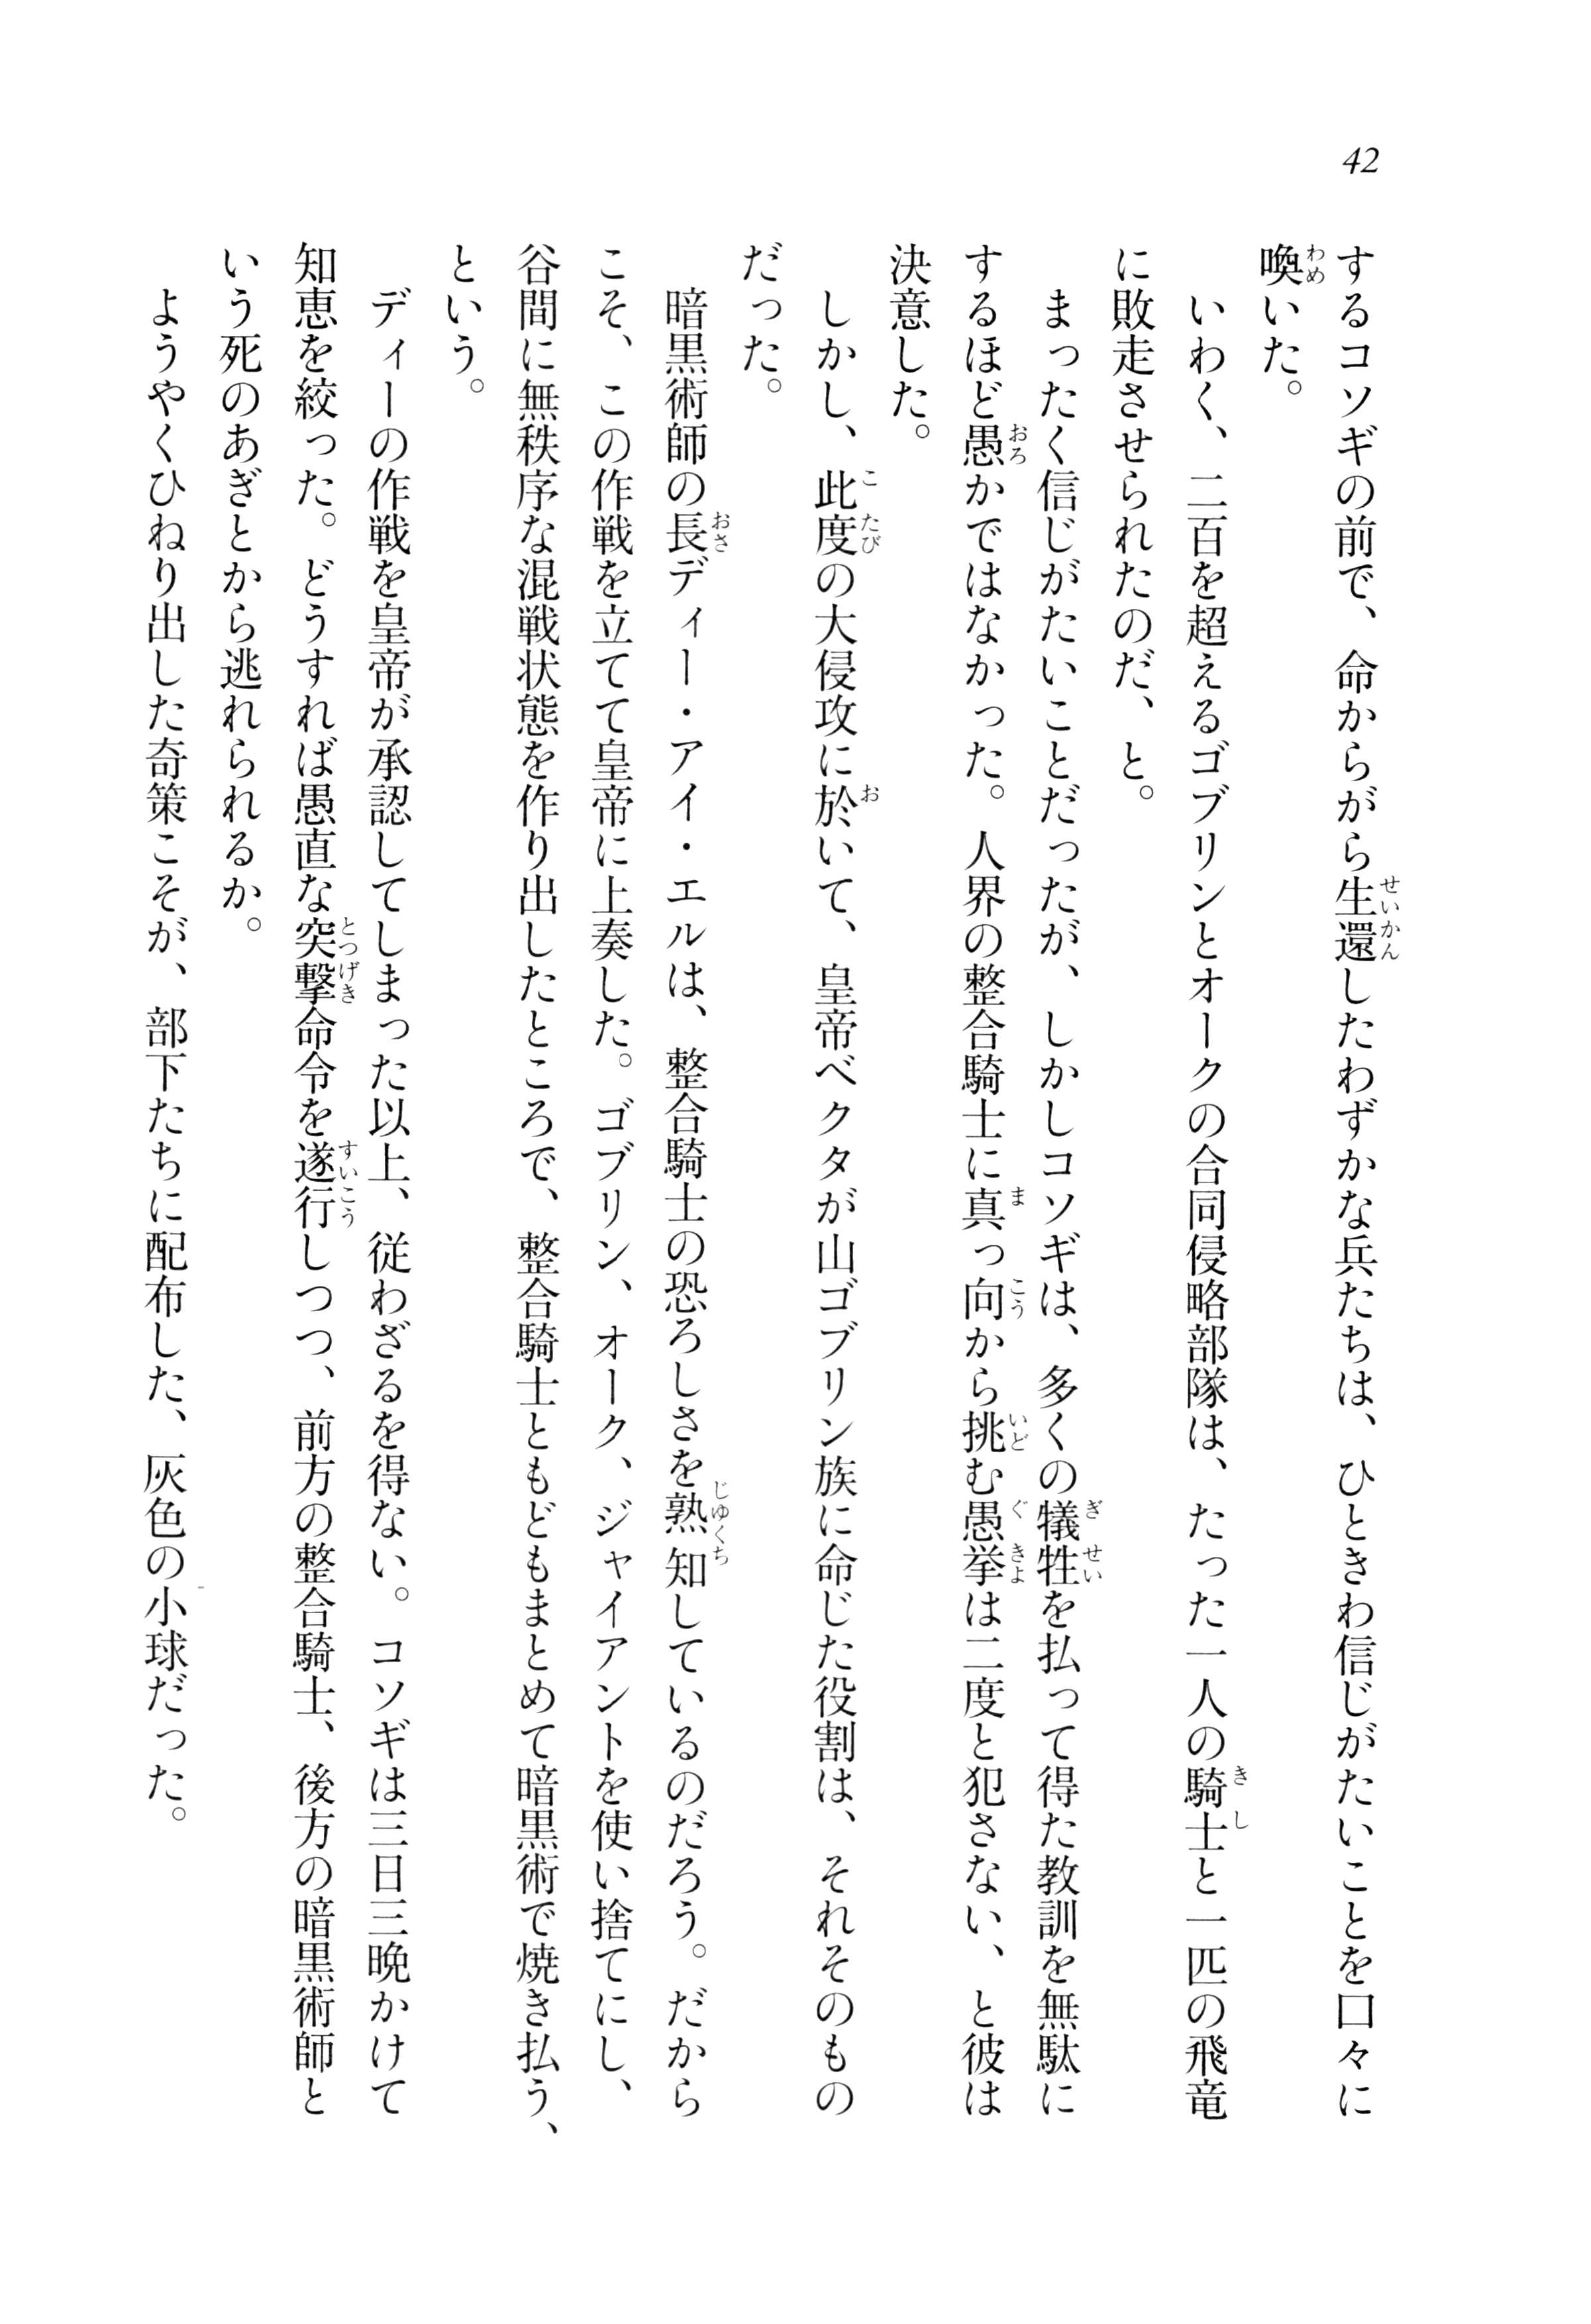 42
するコソギの前で、命からがら生還したわずかな兵たちは、ひときわ信じがたいことを口々に
喚いた。
いわく、二百を超えるゴブリンとオークの合同侵略部隊は、たった一人の騎士と一匹の飛竜
に敗走させられたのだ、と。
まったく信じがたいことだったが、しかしコソギは、多くの犠牲を払って得た教訓を無駄に
するほど愚かではなかった。人界の整合騎士に真っ向から挑む愚挙は二度と犯さない、と彼は
決意した。
しかし、此度の大侵攻に於いて、皇帝ベクタが山ゴブリン族に命じた役割は、それそのもの
だった。
暗黒術師の長ディー・アイ・エルは、整合騎士の恐ろしさを熟知しているのだろう。だから
こそ、この作戦を立てて皇帝に上奏した。ゴブリン、オーク、ジャイアントを使い捨てにし、
谷間に無秩序な混戦状態を作り出したところで、整合騎士ともどもまとめて暗黒術で焼き払う、
という。
ディーの作戦を皇帝が承認してしまった以上、従わざるを得ない。コソギは三日三晩かけて
知恵を絞った。どうすれば愚直な突撃命令を遂行しつつ、前方の整合騎士、後方の暗黒術師と
いう死のあぎとから逃れられるか。
ようやくひねり出した奇策こそが、部下たちに配布した、灰色の小球だった。